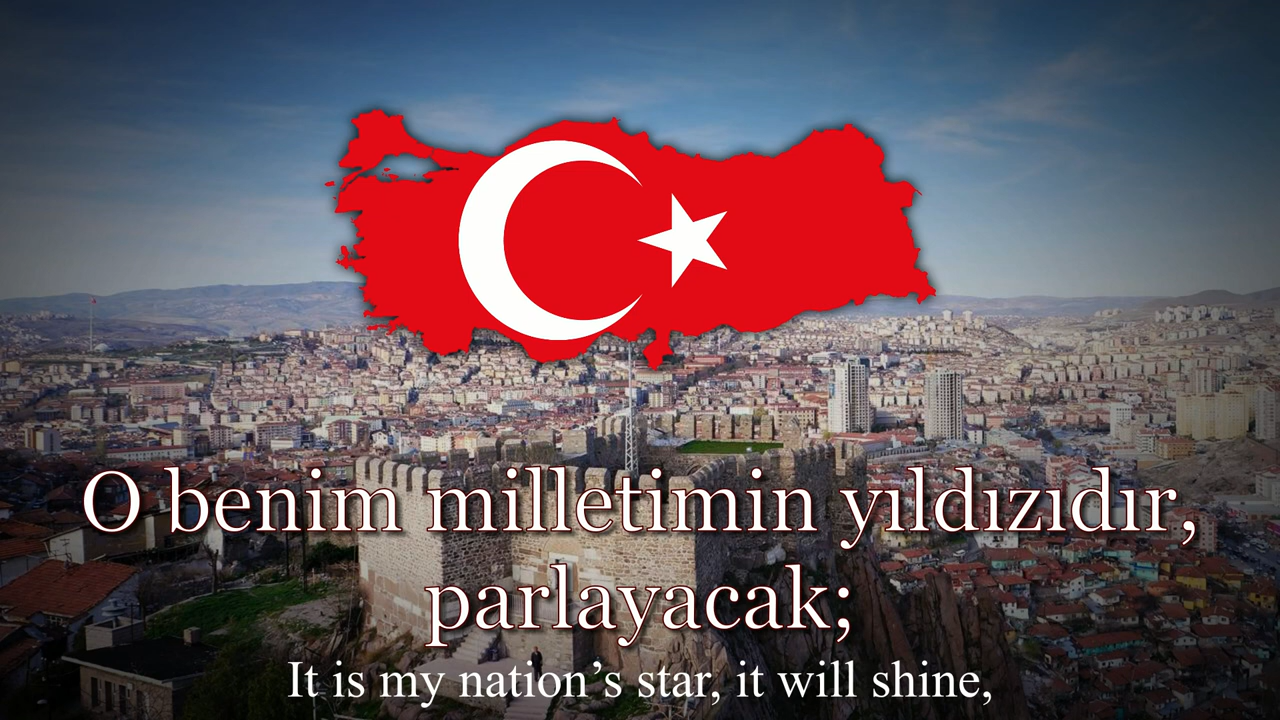 O benim milletimin yıldızıdır,
parlayacak;
It is my nation’s star, it will shine,